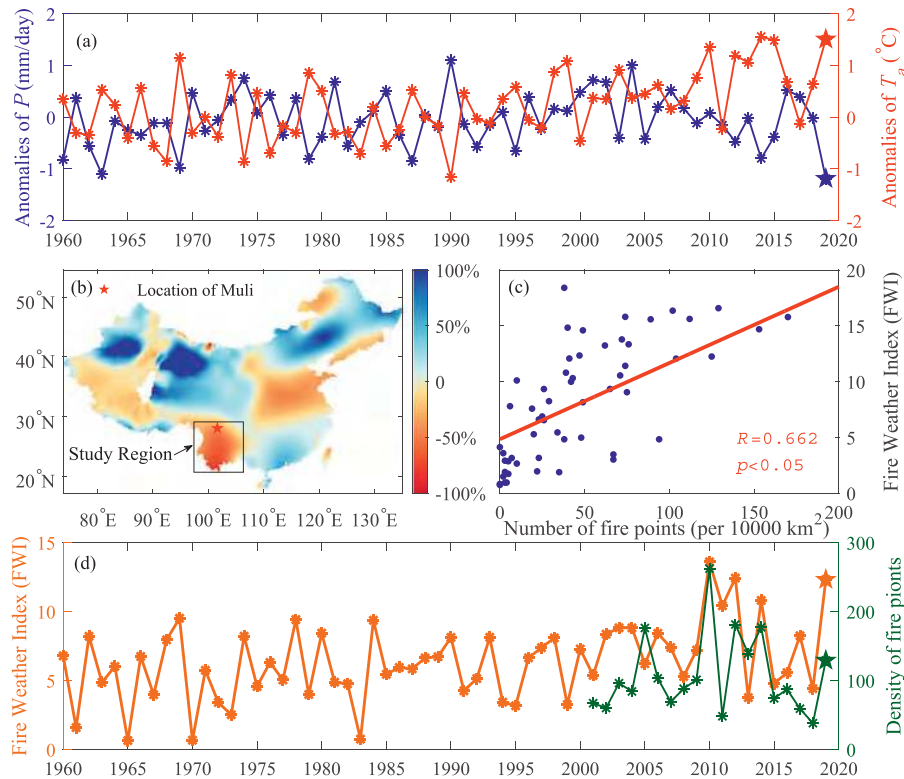 (a)
Anomalies of P (mm/day)
2
1
0
-1
-2
2
1
0
-1
-2
Anomalies of Tₐ (°C)
1960 1965 1970 1975 1980 1985 1990 1995 2000 2005 2010 2015 2020
(b)
Location of Muli
50°N
40°N
30°N
20°N
Study Region
80°E 90°E 100°E 110°E 120°E 130°E
100%
50%
0
-50%
-100%
(c)
20
15
10
5
0
Fire Weather Index (FWI)
R=0.662
p<0.05
0 50 100 150 200
Number of fire points (per 10000 km²)
(d)
Fire Weather Index (FWI)
15
10
5
0
300
200
100
0
Density of fire pionts
1960 1965 1970 1975 1980 1985 1990 1995 2000 2005 2010 2015 2020